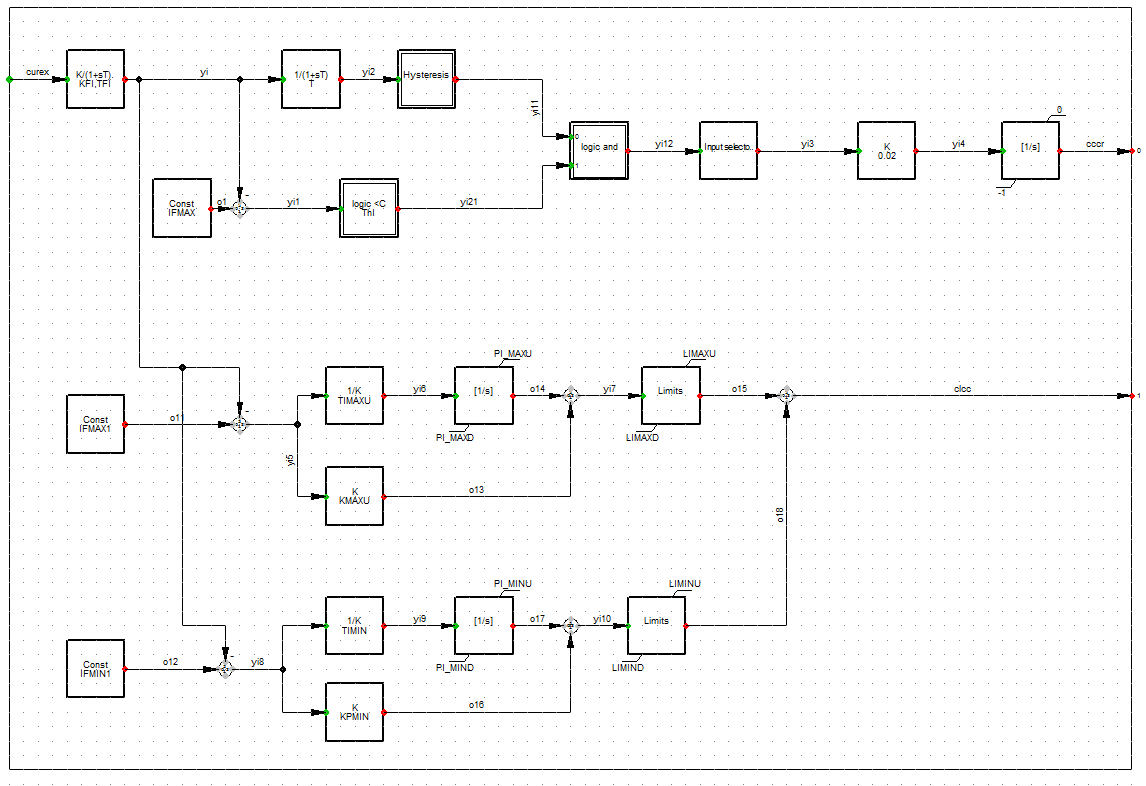 curex
K/(1+sT)
KFI,TFI
yi
1/(1+sT)
T
yi2
Hysteresis
yi11
0
1
logic and
yi12
Input selecto..
yi3
K
0.02
yi4
0
[1/s]
-1
cccr
0
Const
IFMAX
o1
-
yi1
logic <C
ThI
yi21
Const
IFMAX1
o11
-
yi5
1/K
TIMAXU
yi6
PI_MAXU
[1/s]
PI_MAXD
o14
yi7
LIMAXU
Limits
LIMAXD
o15
clcc
1
K
KMAXU
o13
o18
Const
IFMIN1
o12
-
yi8
1/K
TIMIN
yi9
PI_MINU
[1/s]
PI_MIND
o17
yi10
LIMINU
Limits
LIMIND
K
KPMIN
o16